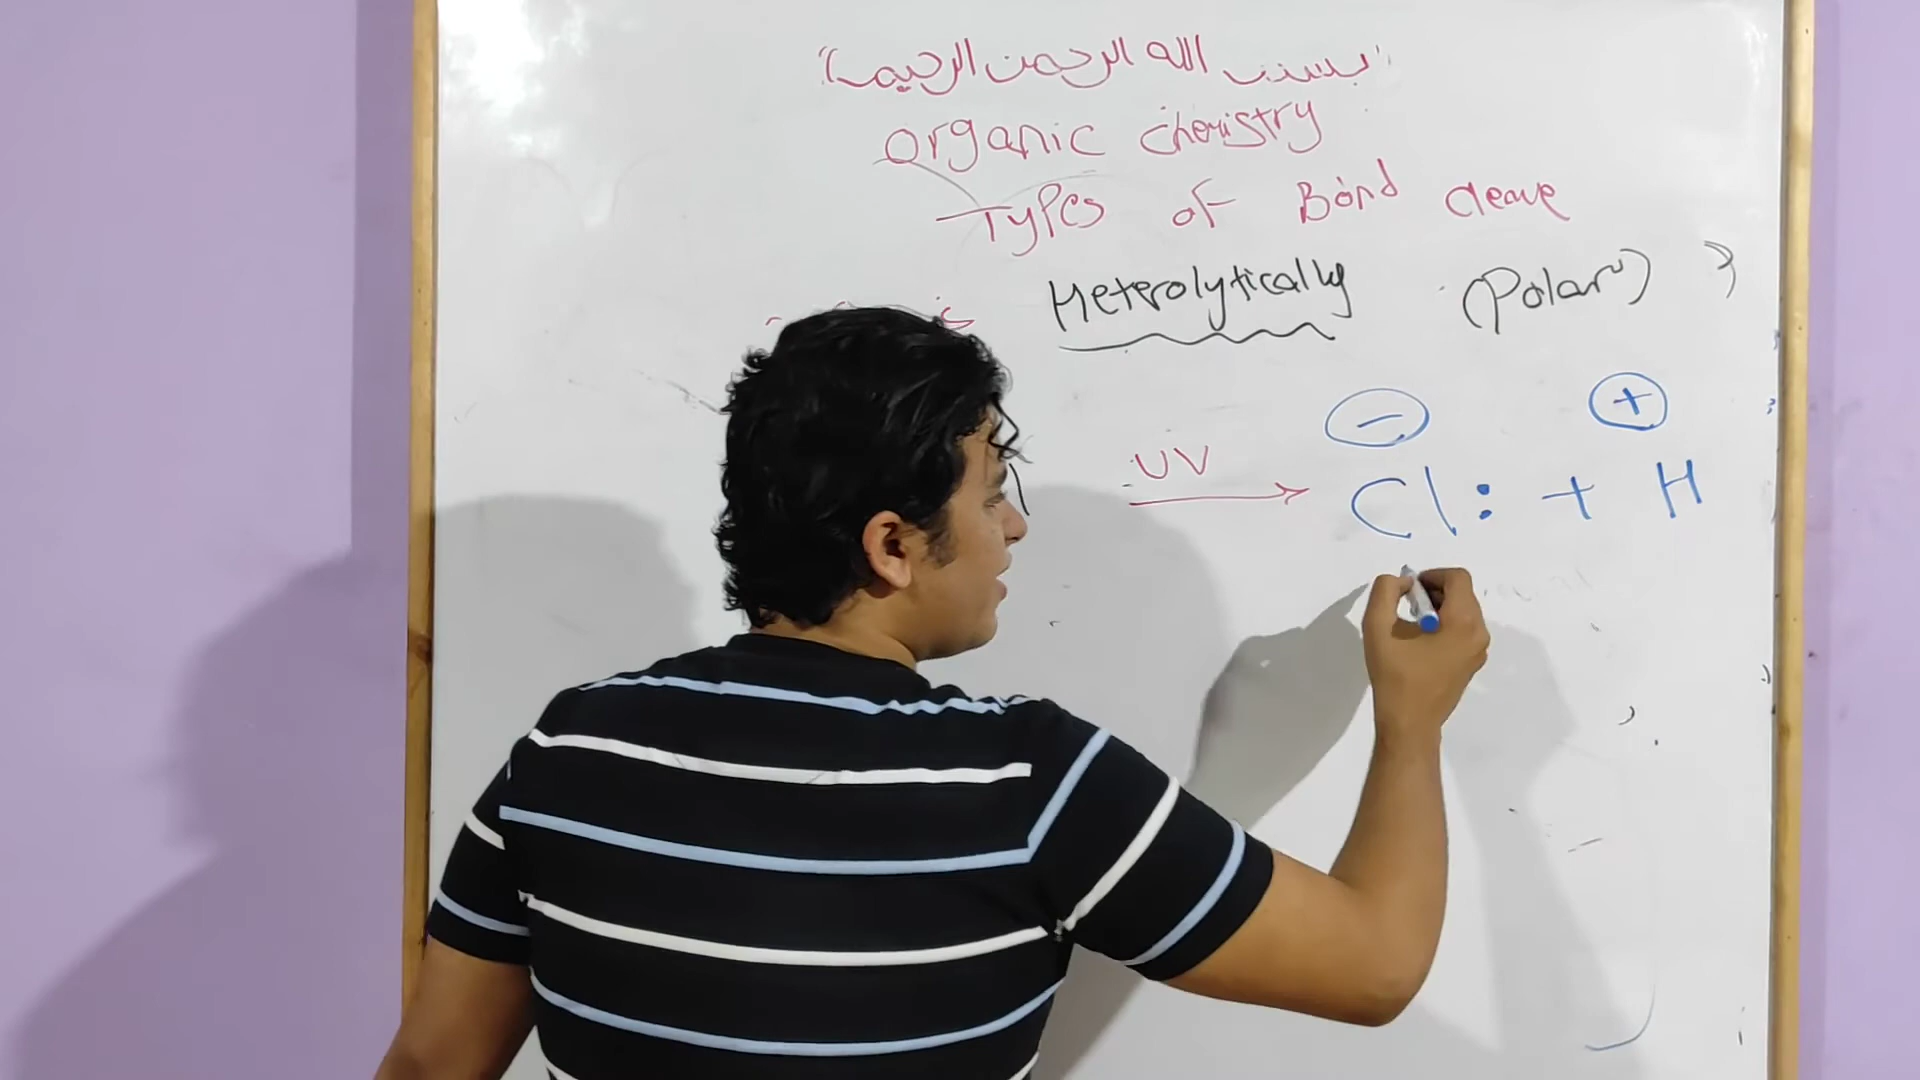 "بسم الله الرحمن الرحيم"
Organic chemistry
Types of Bond cleave
Heterolytically (Polar)
UV
− +
Cl: + H